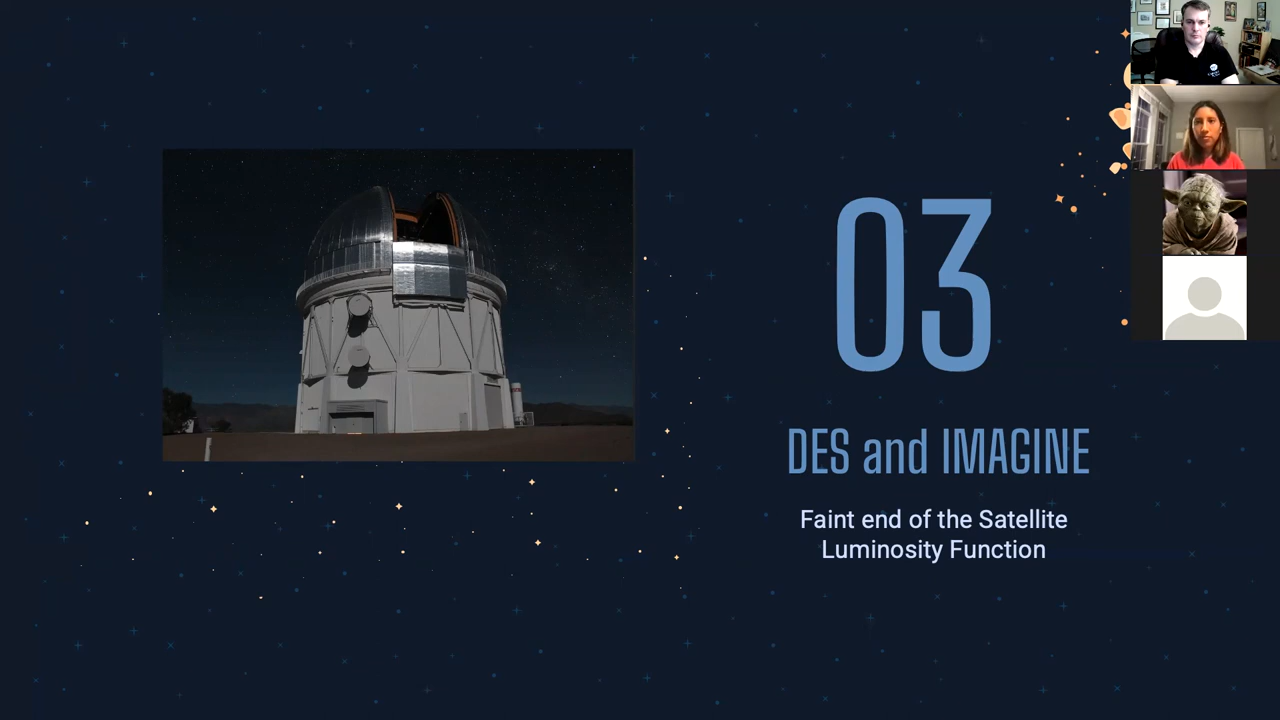 03
DES and IMAGINE
Faint end of the Satellite
Luminosity Function